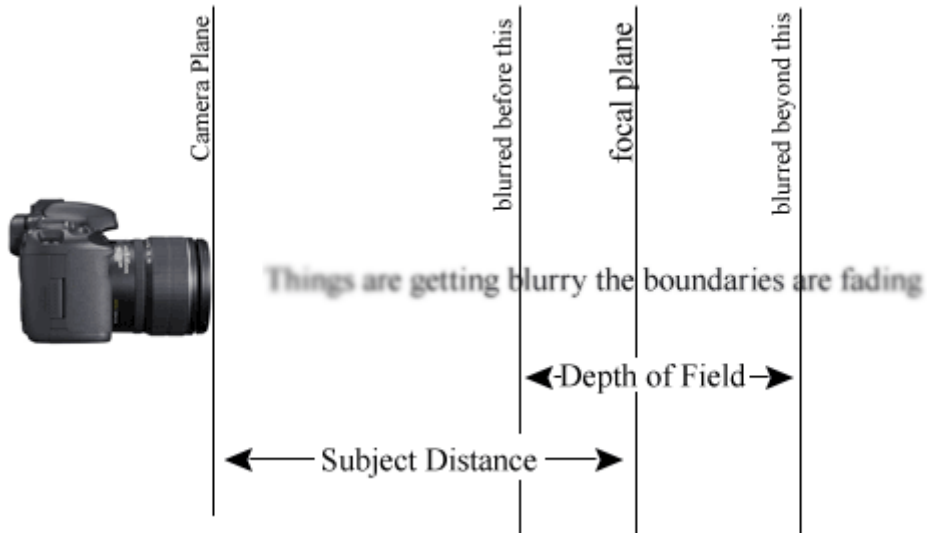 Camera Plane
blurred before this
focal plane
blurred beyond this
Things are getting blurry the boundaries are fading
Depth of Field
Subject Distance